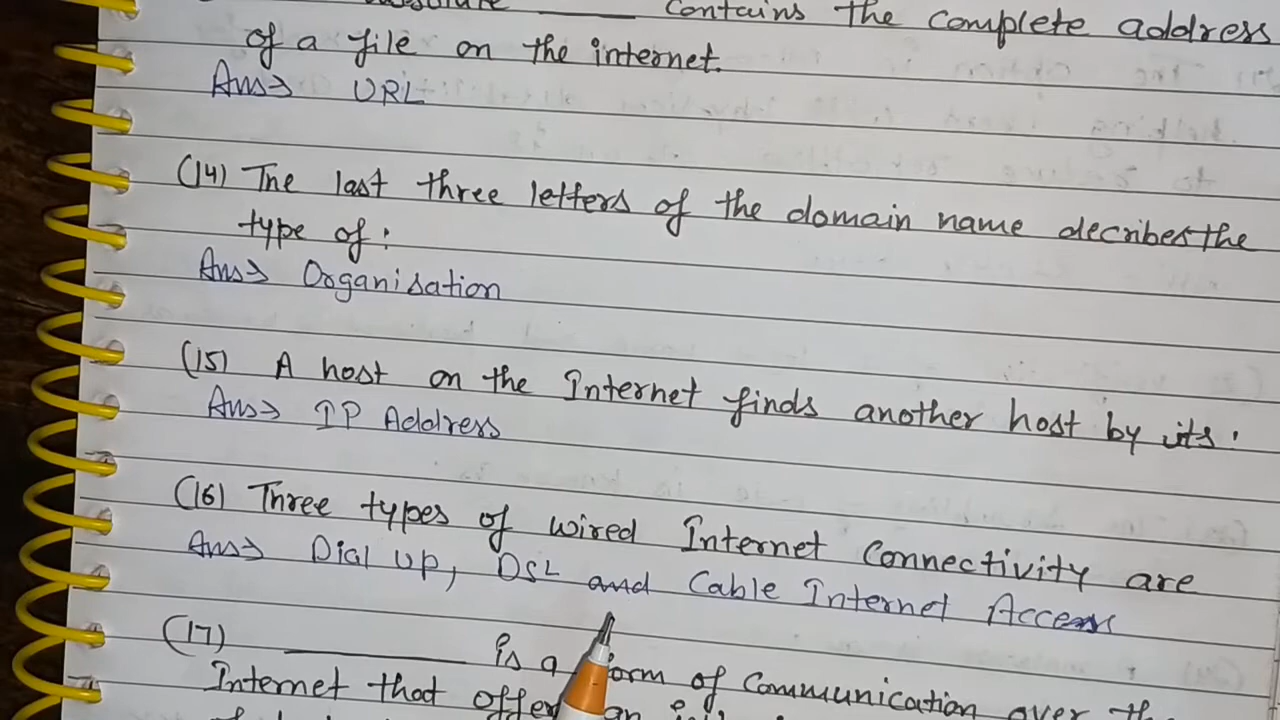 contains the complete address
of a file on the internet.
Ans→ URL
(14) The last three letters of the domain name decribes the
type of:
Ans→ Organisation
(15) A host on the Internet finds another host by its.
Ans→ IP Address
(16) Three types of wired Internet Connectivity are
Ans→ Dial up, DSL and Cable Internet Access
(17) ________ is a form of Communication over the
Internet that offer an